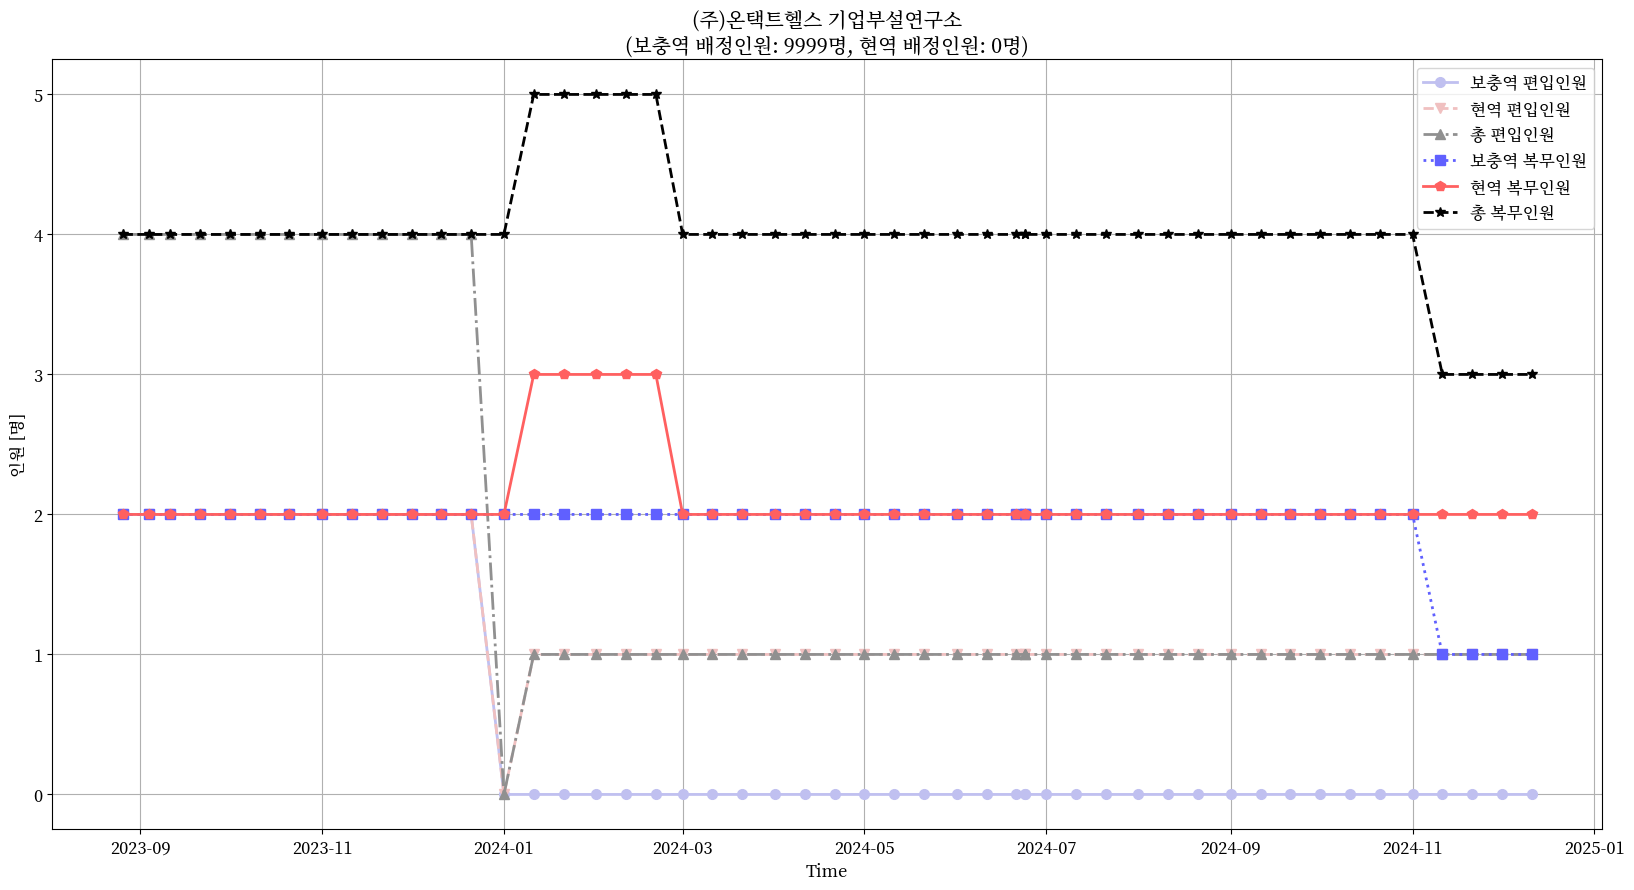 (주)온택트헬스 기업부설연구소
(보충역 배정인원: 9999명, 현역 배정인원: 0명)
보충역 편입인원
현역 편입인원
총 편입인원
보충역 복무인원
현역 복무인원
총 복무인원
인원 [명]
5
4
3
2
1
0
2023-09
2023-11
2024-01
2024-03
2024-05
2024-07
2024-09
2024-11
2025-01
Time